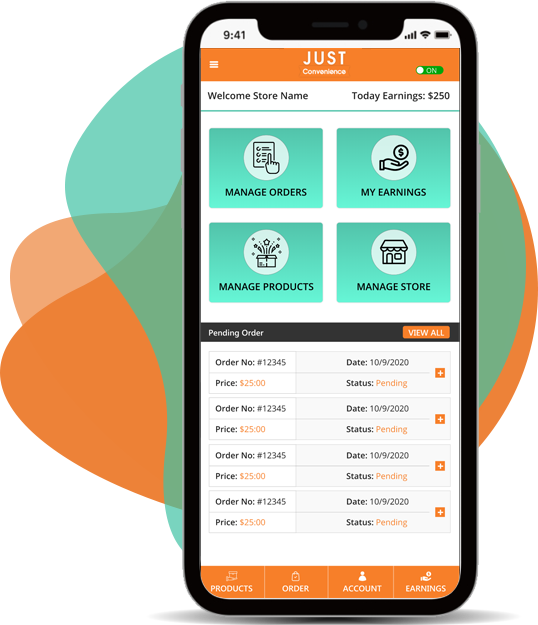 9:41
JUST
Convenience
ON
Welcome Store Name Today Earnings: $250
MANAGE ORDERS MY EARNINGS
MANAGE PRODUCTS MANAGE STORE
Pending Order VIEW ALL
Order No: #12345 Date: 10/9/2020
Price: $25:00 Status: Pending
Order No: #12345 Date: 10/9/2020
Price: $25:00 Status: Pending
Order No: #12345 Date: 10/9/2020
Price: $25:00 Status: Pending
Order No: #12345 Date: 10/9/2020
Price: $25:00 Status: Pending
PRODUCTS ORDER ACCOUNT EARNINGS